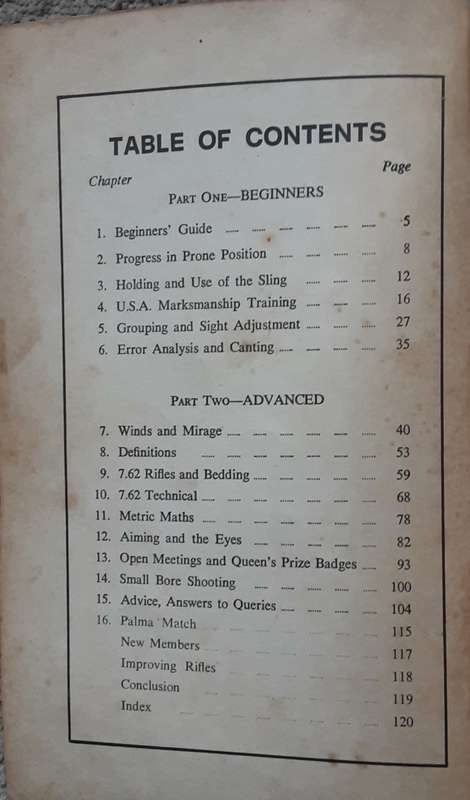 TABLE OF CONTENTS
Chapter Page
PART ONE—BEGINNERS
1. Beginners' Guide ...... ...... ...... ...... ...... ...... 5
2. Progress in Prone Position ...... ...... ...... ...... 8
3. Holding and Use of the Sling ...... ...... ...... 12
4. U.S.A. Marksmanship Training ...... ...... ...... 16
5. Grouping and Sight Adjustment ...... ...... ...... 27
6. Error Analysis and Canting ...... ...... ...... ...... 35
PART TWO—ADVANCED
7. Winds and Mirage ...... ...... ...... ...... ...... ...... 40
8. Definitions ...... ...... ...... ...... ...... ...... ...... 53
9. 7.62 Rifles and Bedding ...... ...... ...... ...... ...... 59
10. 7.62 Technical ...... ...... ...... ...... ...... ...... ...... 68
11. Metric Maths ...... ...... ...... ...... ...... ...... ...... 78
12. Aiming and the Eyes ...... ...... ...... ...... ...... 82
13. Open Meetings and Queen's Prize Badges ...... ...... 93
14. Small Bore Shooting ...... ...... ...... ...... ...... 100
15. Advice, Answers to Queries ...... ...... ...... ...... 104
16. Palma Match ...... ...... ...... ...... ...... ...... ...... 115
New Members ...... ...... ...... ...... ...... ...... ...... 117
Improving Rifles ...... ...... ...... ...... ...... ...... 118
Conclusion ...... ...... ...... ...... ...... ...... ...... 119
Index ...... ...... ...... ...... ...... ...... ...... ...... 120